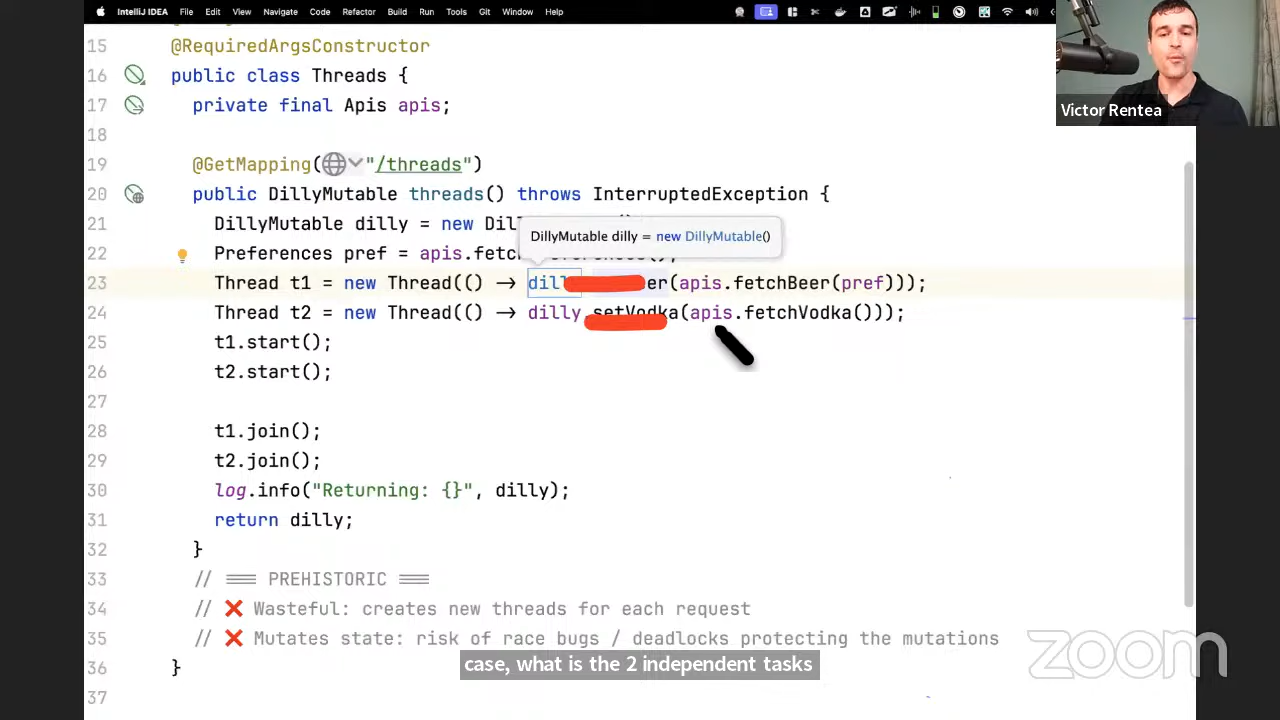 IntelliJ IDEA File Edit View Navigate Code Refactor Build Run Tools Git Window Help
Victor Rentea
15 @RequiredArgsConstructor
16 public class Threads {
17 private final Apis apis;
18
19 @GetMapping("/threads")
20 public DillyMutable threads() throws InterruptedException {
21 DillyMutable dilly = new
DillyMutable dilly = new DillyMutable()
22 Preferences pref =
23 Thread t1 = new Thread(() → er(apis.fetchBeer(pref)));
24 Thread t2 = new Thread(() → dilly.setVodka(apis.fetchVodka()));
25 t1.start();
26 t2.start();
27
28 t1.join();
29 t2.join();
30 log.info("Returning: {}", dilly);
31 return dilly;
32 }
33 // === PREHISTORIC ===
34 // ❌ Wasteful: creates new threads for each request
35 // ❌ Mutates state: risk of race bugs / deadlocks protecting the mutations
36 }
37
case, what is the 2 independent tasks
zoom